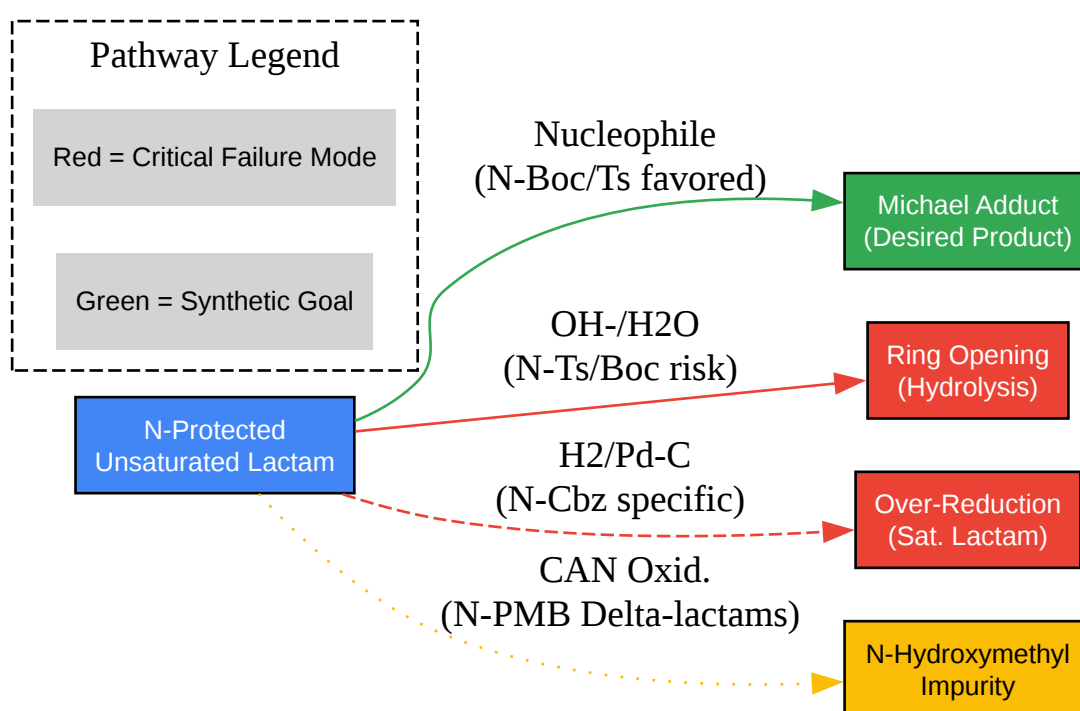 Pathway Legend
Red = Critical Failure Mode
Green = Synthetic Goal
Nucleophile
(N-Boc/Ts favored)
Michael Adduct
(Desired Product)
OH-/H2O
(N-Ts/Boc risk)
Ring Opening
(Hydrolysis)
N-Protected
Unsaturated Lactam
H2/Pd-C
(N-Cbz specific)
Over-Reduction
(Sat. Lactam)
CAN Oxid.
(N-PMB Delta-lactams)
N-Hydroxymethyl
Impurity